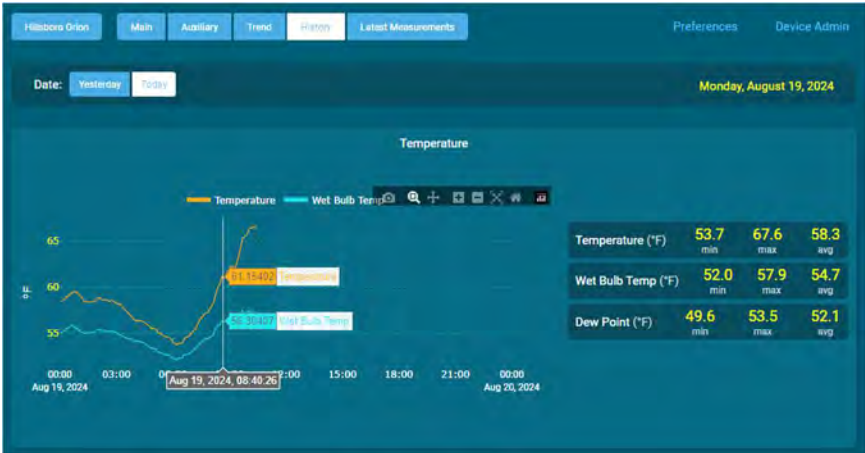 Hillsboro Orion Main Auxiliary Trend History Latest Measurements Preferences Device Admin
Date: Yesterday Today Monday, August 19, 2024
Temperature
Temperature Wet Bulb Temp
65
60
55
°F
61.15402 Temperature
56.30407 Wet Bulb Temp
00:00 03:00 12:00 15:00 18:00 21:00 00:00
Aug 19, 2024 Aug 20, 2024
Aug 19, 2024, 08:40:26
Temperature (°F) 53.7 67.6 58.3
min max avg
Wet Bulb Temp (°F) 52.0 57.9 54.7
min max avg
Dew Point (°F) 49.6 53.5 52.1
min max avg